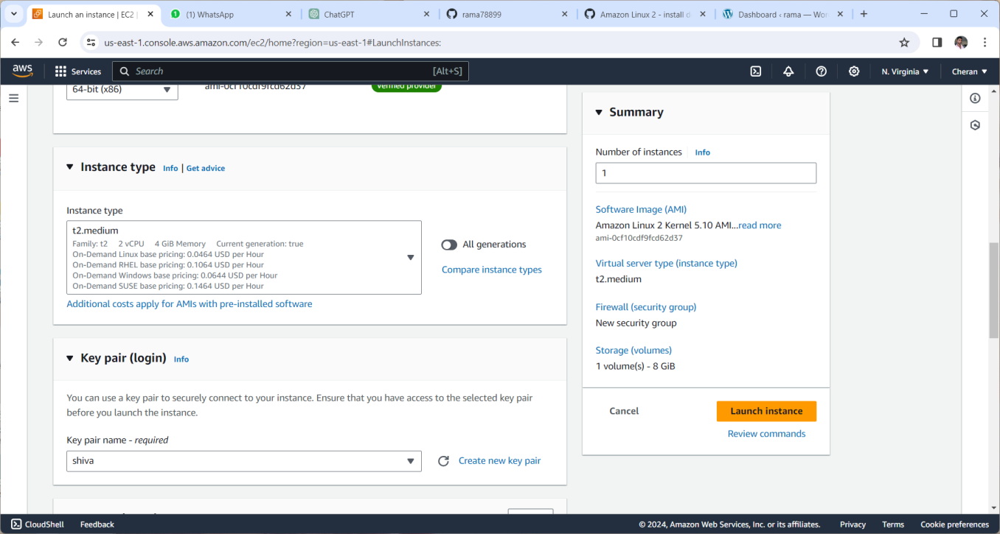 Launch an instance | EC2 |
(1) WhatsApp
ChatGPT
rama78899
Amazon Linux 2 - install d
Dashboard ‹ rama — Wor
us-east-1.console.aws.amazon.com/ec2/home?region=us-east-1#LaunchInstances:
aws
Services
Search
[Alt+S]
N. Virginia
Cheran
64-bit (x86)
ami-0cf10cdf9fcd62d37
Verified provider
Instance type
Info | Get advice
Instance type
t2.medium
Family: t2 2 vCPU 4 GiB Memory Current generation: true
On-Demand Linux base pricing: 0.0464 USD per Hour
On-Demand RHEL base pricing: 0.1064 USD per Hour
On-Demand Windows base pricing: 0.0644 USD per Hour
On-Demand SUSE base pricing: 0.1464 USD per Hour
All generations
Compare instance types
Additional costs apply for AMIs with pre-installed software
Key pair (login)
Info
You can use a key pair to securely connect to your instance. Ensure that you have access to the selected key pair
before you launch the instance.
Key pair name - required
shiva
Create new key pair
Summary
Number of instances
Info
1
Software Image (AMI)
Amazon Linux 2 Kernel 5.10 AMI...read more
ami-0cf10cdf9fcd62d37
Virtual server type (instance type)
t2.medium
Firewall (security group)
New security group
Storage (volumes)
1 volume(s) - 8 GiB
Cancel
Launch instance
Review commands
CloudShell
Feedback
© 2024, Amazon Web Services, Inc. or its affiliates.
Privacy
Terms
Cookie preferences